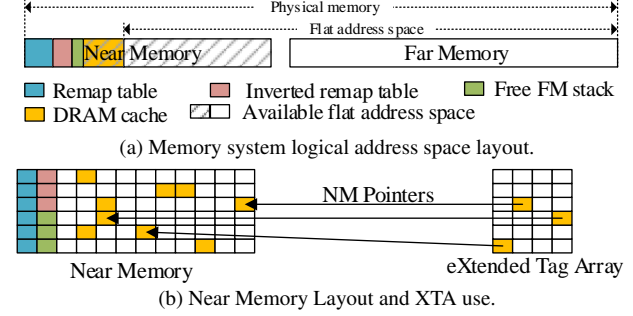 Physical memory
Flat address space
Near Memory
Far Memory
Remap table
Inverted remap table
Free FM stack
DRAM cache
Available flat address space
(a) Memory system logical address space layout.
NM Pointers
Near Memory
eXtended Tag Array
(b) Near Memory Layout and XTA use.